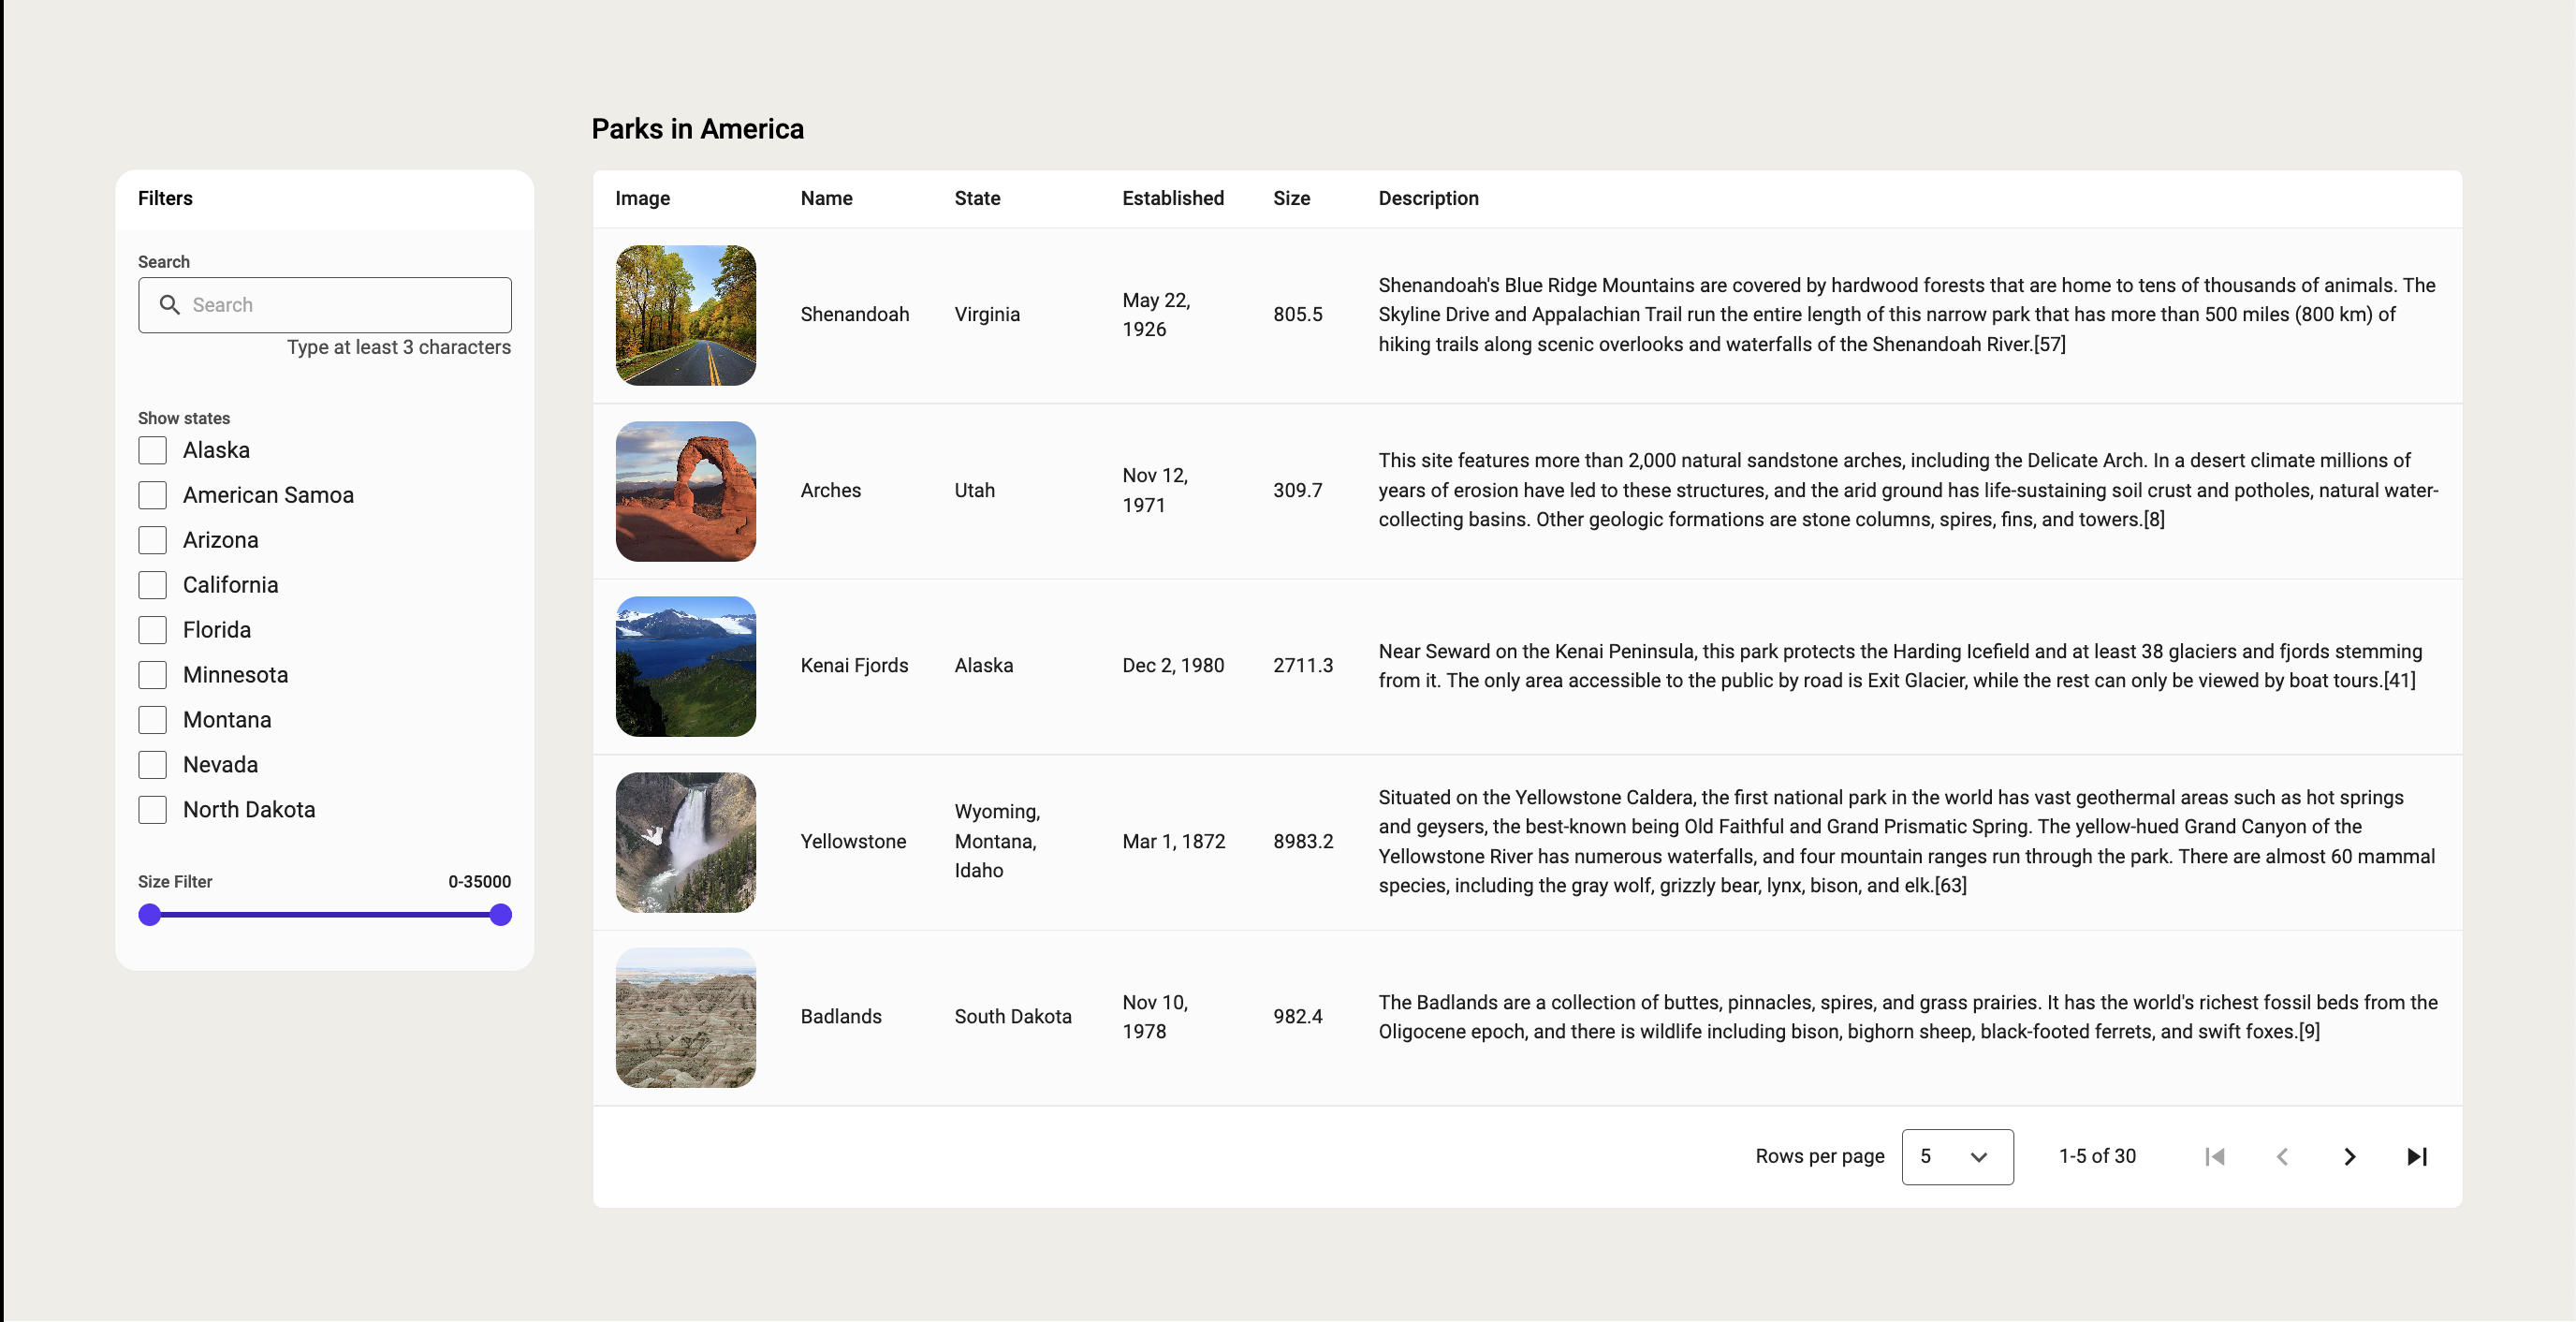 Parks in America
Filters
Search
Search
Type at least 3 characters
Show states
Alaska
American Samoa
Arizona
California
Florida
Minnesota
Montana
Nevada
North Dakota
Size Filter 0-35000
Image Name State Established Size Description
Shenandoah Virginia May 22,
1926 805.5 Shenandoah's Blue Ridge Mountains are covered by hardwood forests that are home to tens of thousands of animals. The
Skyline Drive and Appalachian Trail run the entire length of this narrow park that has more than 500 miles (800 km) of
hiking trails along scenic overlooks and waterfalls of the Shenandoah River.[57]
Arches Utah Nov 12,
1971 309.7 This site features more than 2,000 natural sandstone arches, including the Delicate Arch. In a desert climate millions of
years of erosion have led to these structures, and the arid ground has life-sustaining soil crust and potholes, natural water-
collecting basins. Other geologic formations are stone columns, spires, fins, and towers.[8]
Kenai Fjords Alaska Dec 2, 1980 2711.3 Near Seward on the Kenai Peninsula, this park protects the Harding Icefield and at least 38 glaciers and fjords stemming
from it. The only area accessible to the public by road is Exit Glacier, while the rest can only be viewed by boat tours.[41]
Yellowstone Wyoming,
Montana,
Idaho Mar 1, 1872 8983.2 Situated on the Yellowstone Caldera, the first national park in the world has vast geothermal areas such as hot springs
and geysers, the best-known being Old Faithful and Grand Prismatic Spring. The yellow-hued Grand Canyon of the
Yellowstone River has numerous waterfalls, and four mountain ranges run through the park. There are almost 60 mammal
species, including the gray wolf, grizzly bear, lynx, bison, and elk.[63]
Badlands South Dakota Nov 10,
1978 982.4 The Badlands are a collection of buttes, pinnacles, spires, and grass prairies. It has the world's richest fossil beds from the
Oligocene epoch, and there is wildlife including bison, bighorn sheep, black-footed ferrets, and swift foxes.[9]
Rows per page 5 1-5 of 30